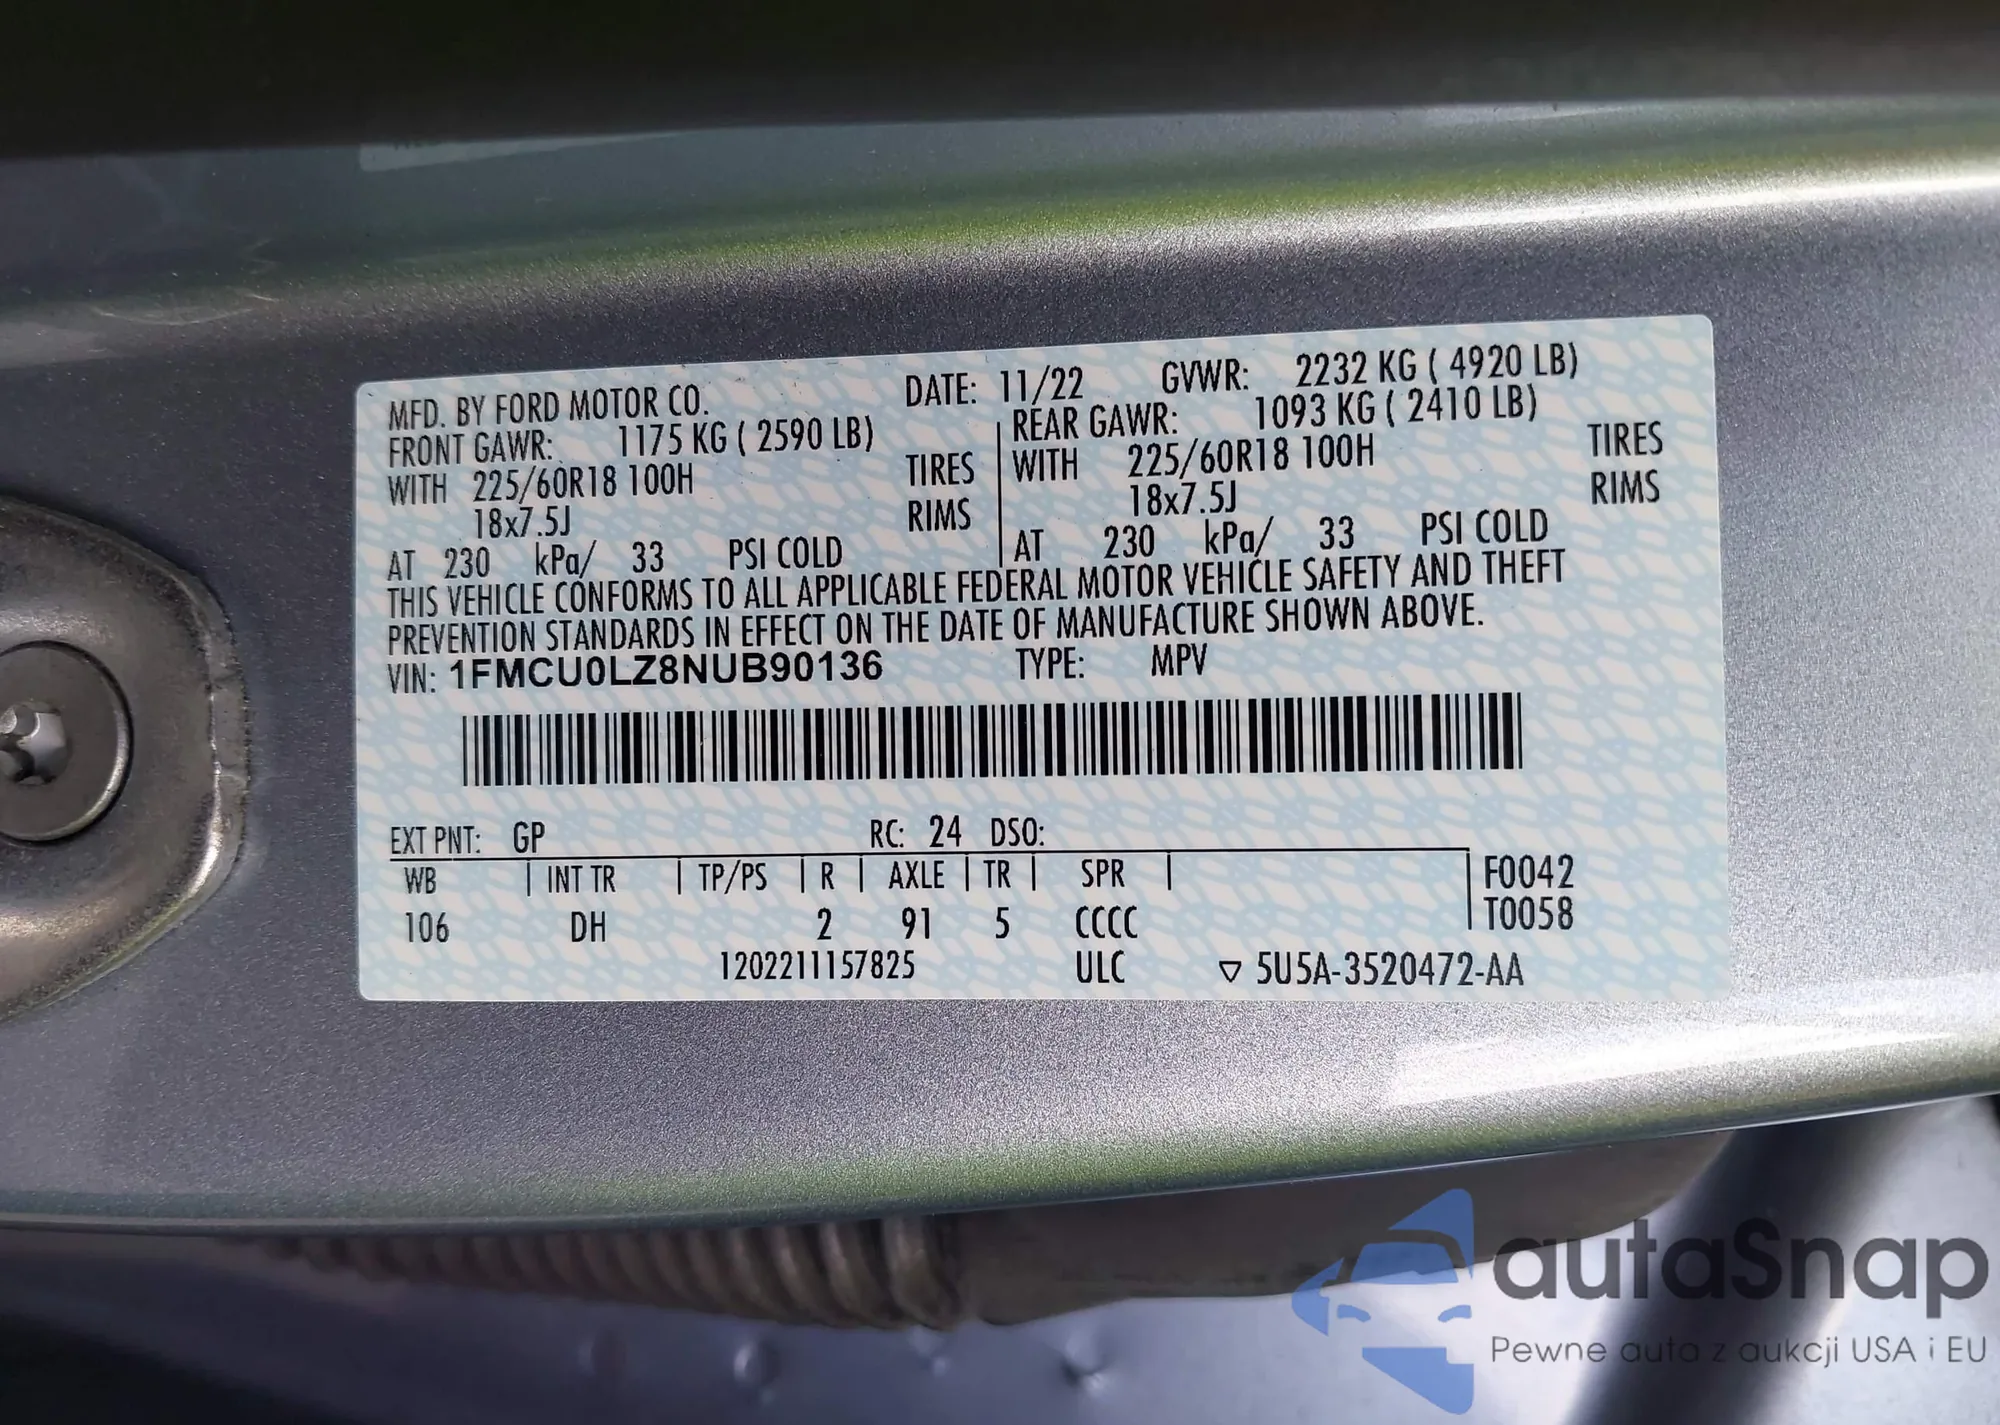 MFD. BY FORD MOTOR CO. DATE: 11/22 GVWR: 2232 KG ( 4920 LB)
FRONT GAWR: 1175 KG ( 2590 LB) REAR GAWR: 1093 KG ( 2410 LB)
WITH 225/60R18 100H TIRES WITH 225/60R18 100H TIRES
18x7.5J RIMS 18x7.5J RIMS
AT 230 kPa/ 33 PSI COLD AT 230 kPa/ 33 PSI COLD
THIS VEHICLE CONFORMS TO ALL APPLICABLE FEDERAL MOTOR VEHICLE SAFETY AND THEFT
PREVENTION STANDARDS IN EFFECT ON THE DATE OF MANUFACTURE SHOWN ABOVE.
VIN: 1FMCU0LZ8NUB90136 TYPE: MPV
EXT PNT: GP RC: 24 DSO:
WB | INT TR | TP/PS | R | AXLE | TR | SPR | F0042
106 DH 2 91 5 CCCC T0058
1202211157825 ULC ▽ 5U5A-3520472-AA
autaSnap
Pewne auta z aukcji USA i EU